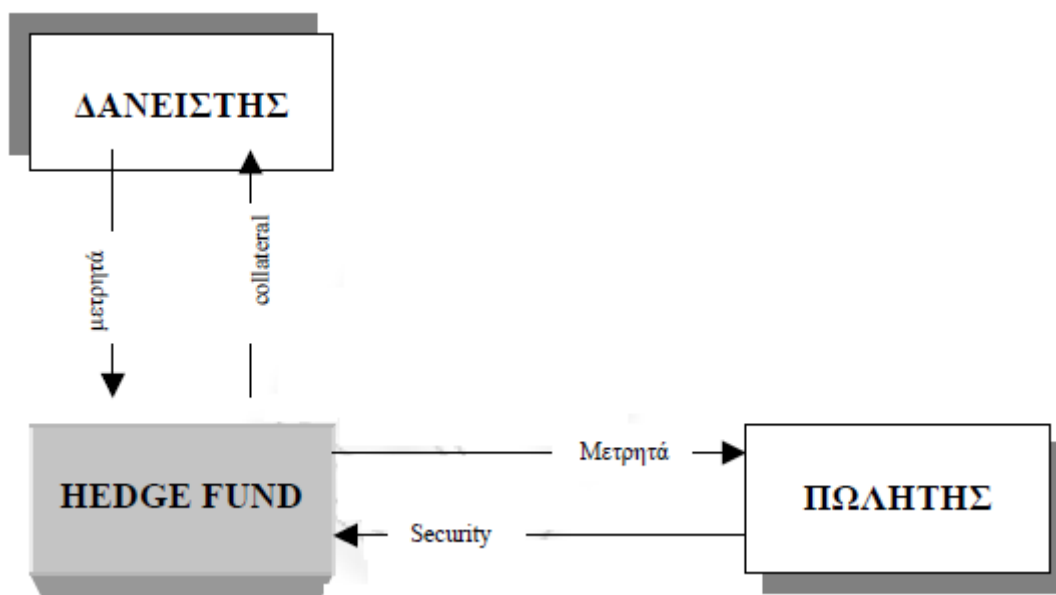 ΔΑΝΕΙΣΤΗΣ
μετρητά
collateral
HEDGE FUND
Μετρητά
Security
ΠΩΛΗΤΗΣ